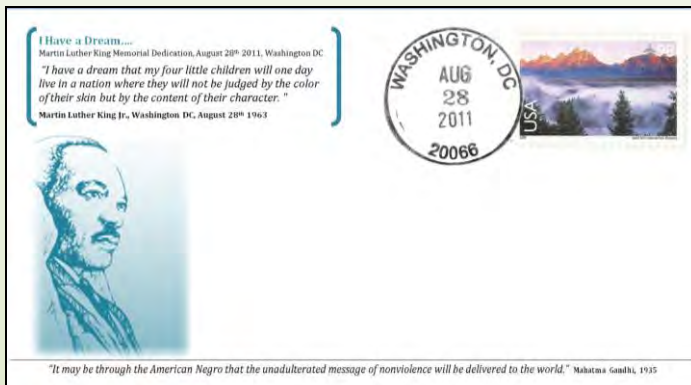 I Have a Dream....
Martin Luther King Memorial Dedication, August 28th 2011, Washington DC
"I have a dream that my four little children will one day
live in a nation where they will not be judged by the color
of their skin but by the content of their character. "
Martin Luther King Jr., Washington DC, August 28th 1963
WASHINGTON, DC
AUG
28
2011
20066
98
USA
"It may be through the American Negro that the unadulterated message of nonviolence will be delivered to the world." Mahatma Gandhi, 1935